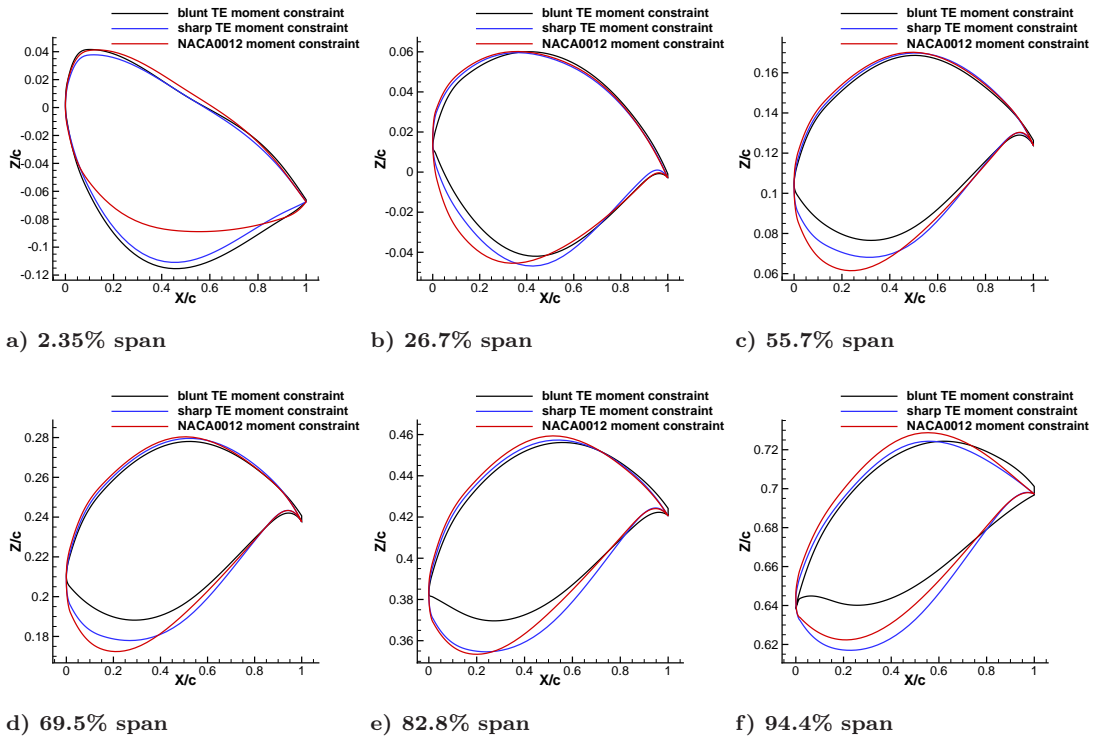 blunt TE moment constraint
sharp TE moment constraint
NACA0012 moment constraint
Z/c
0.04
0.02
0
-0.02
-0.04
-0.06
-0.08
-0.1
-0.12
0 0.2 0.4 0.6 0.8 1
X/c
a) 2.35% span
blunt TE moment constraint
sharp TE moment constraint
NACA0012 moment constraint
Z/c
0.06
0.04
0.02
0
-0.02
-0.04
0 0.2 0.4 0.6 0.8 1
X/c
b) 26.7% span
blunt TE moment constraint
sharp TE moment constraint
NACA0012 moment constraint
Z/c
0.16
0.14
0.12
0.1
0.08
0.06
0 0.2 0.4 0.6 0.8 1
X/c
c) 55.7% span
blunt TE moment constraint
sharp TE moment constraint
NACA0012 moment constraint
Z/c
0.28
0.26
0.24
0.22
0.2
0.18
0 0.2 0.4 0.6 0.8 1
X/c
d) 69.5% span
blunt TE moment constraint
sharp TE moment constraint
NACA0012 moment constraint
Z/c
0.46
0.44
0.42
0.4
0.38
0.36
0 0.2 0.4 0.6 0.8 1
X/c
e) 82.8% span
blunt TE moment constraint
sharp TE moment constraint
NACA0012 moment constraint
Z/c
0.72
0.7
0.68
0.66
0.64
0.62
0 0.2 0.4 0.6 0.8 1
X/c
f) 94.4% span